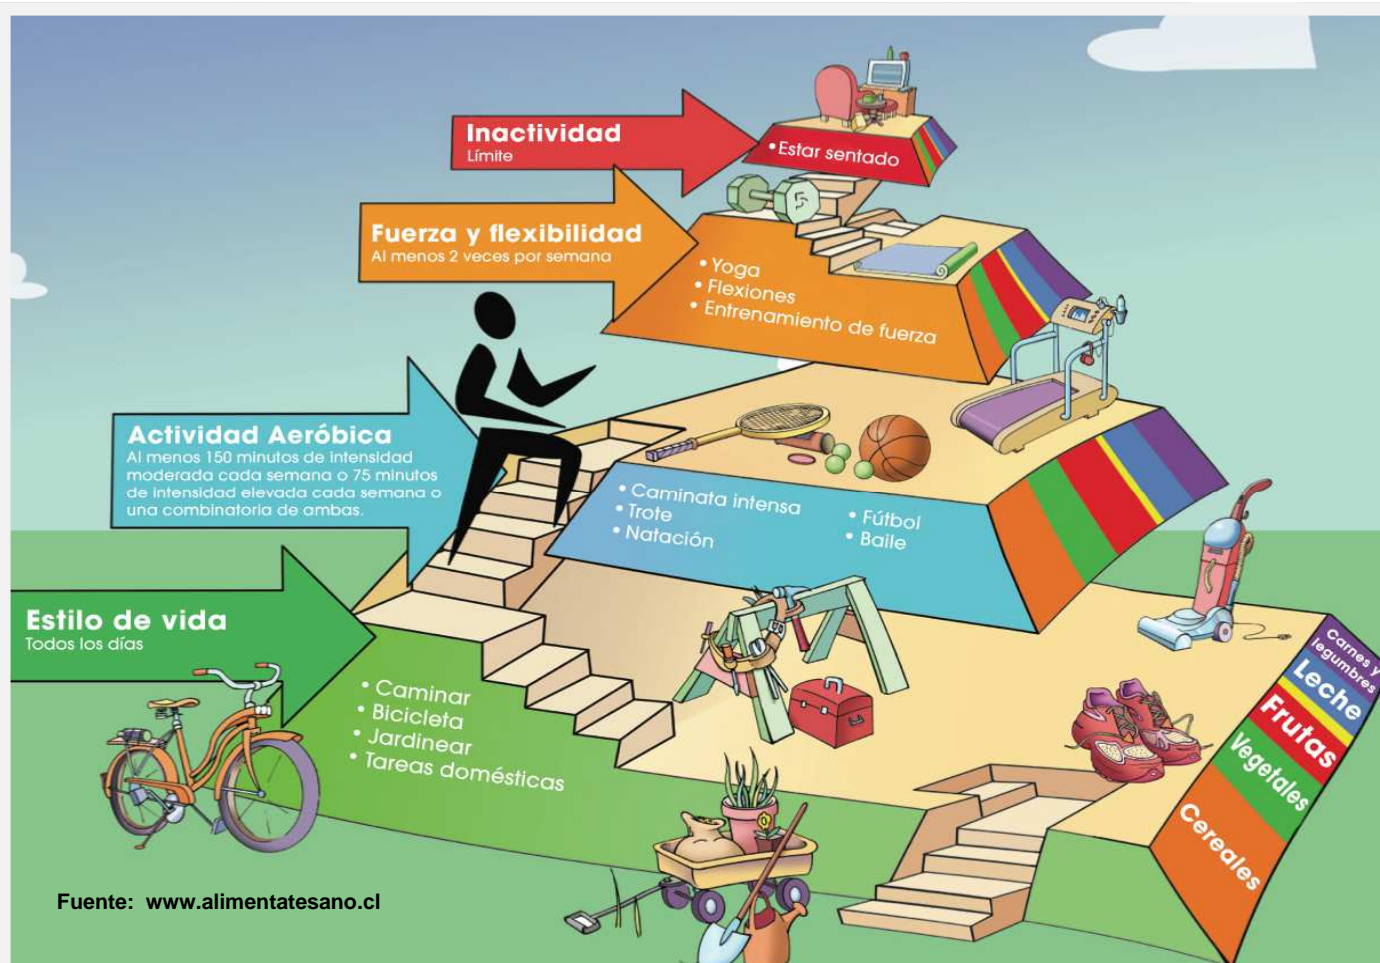 Inactividad
Límite
• Estar sentado
Fuerza y flexibilidad
Al menos 2 veces por semana
• Yoga
• Flexiones
• Entrenamiento de fuerza
5
Actividad Aeróbica
Al menos 150 minutos de intensidad
moderada cada semana o 75 minutos
de intensidad elevada cada semana o
una combinatoria de ambas.
• Caminata intensa
• Trote
• Natación
• Fútbol
• Baile
Estilo de vida
Todos los días
• Caminar
• Bicicleta
• Jardinear
• Tareas domésticas
Carnes y
legumbres
Leche
Frutas
Vegetales
Cereales
Fuente: www.alimentatesano.cl